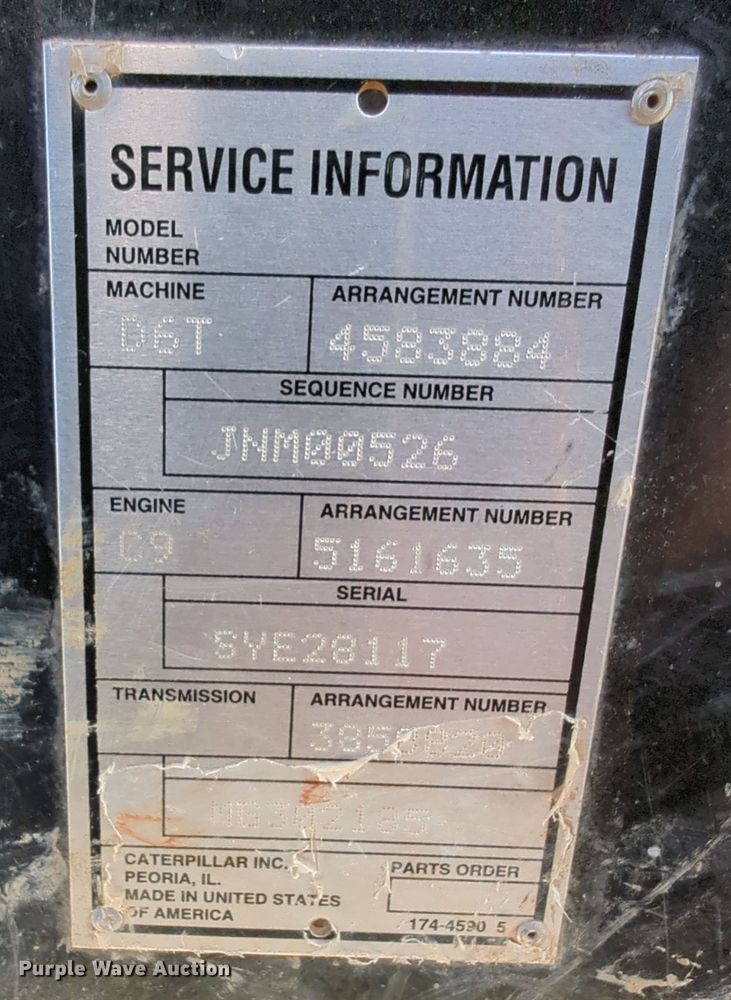 SERVICE INFORMATION
MODEL
NUMBER
MACHINE
ARRANGEMENT NUMBER
D6T
4583884
SEQUENCE NUMBER
JNM00526
ENGINE
ARRANGEMENT NUMBER
C9
5161635
SERIAL
SYE28117
TRANSMISSION
ARRANGEMENT NUMBER
CATERPILLAR INC.
PEORIA, IL.
MADE IN UNITED STATES
OF AMERICA
PARTS ORDER
174-4590 5
Purple Wave Auction